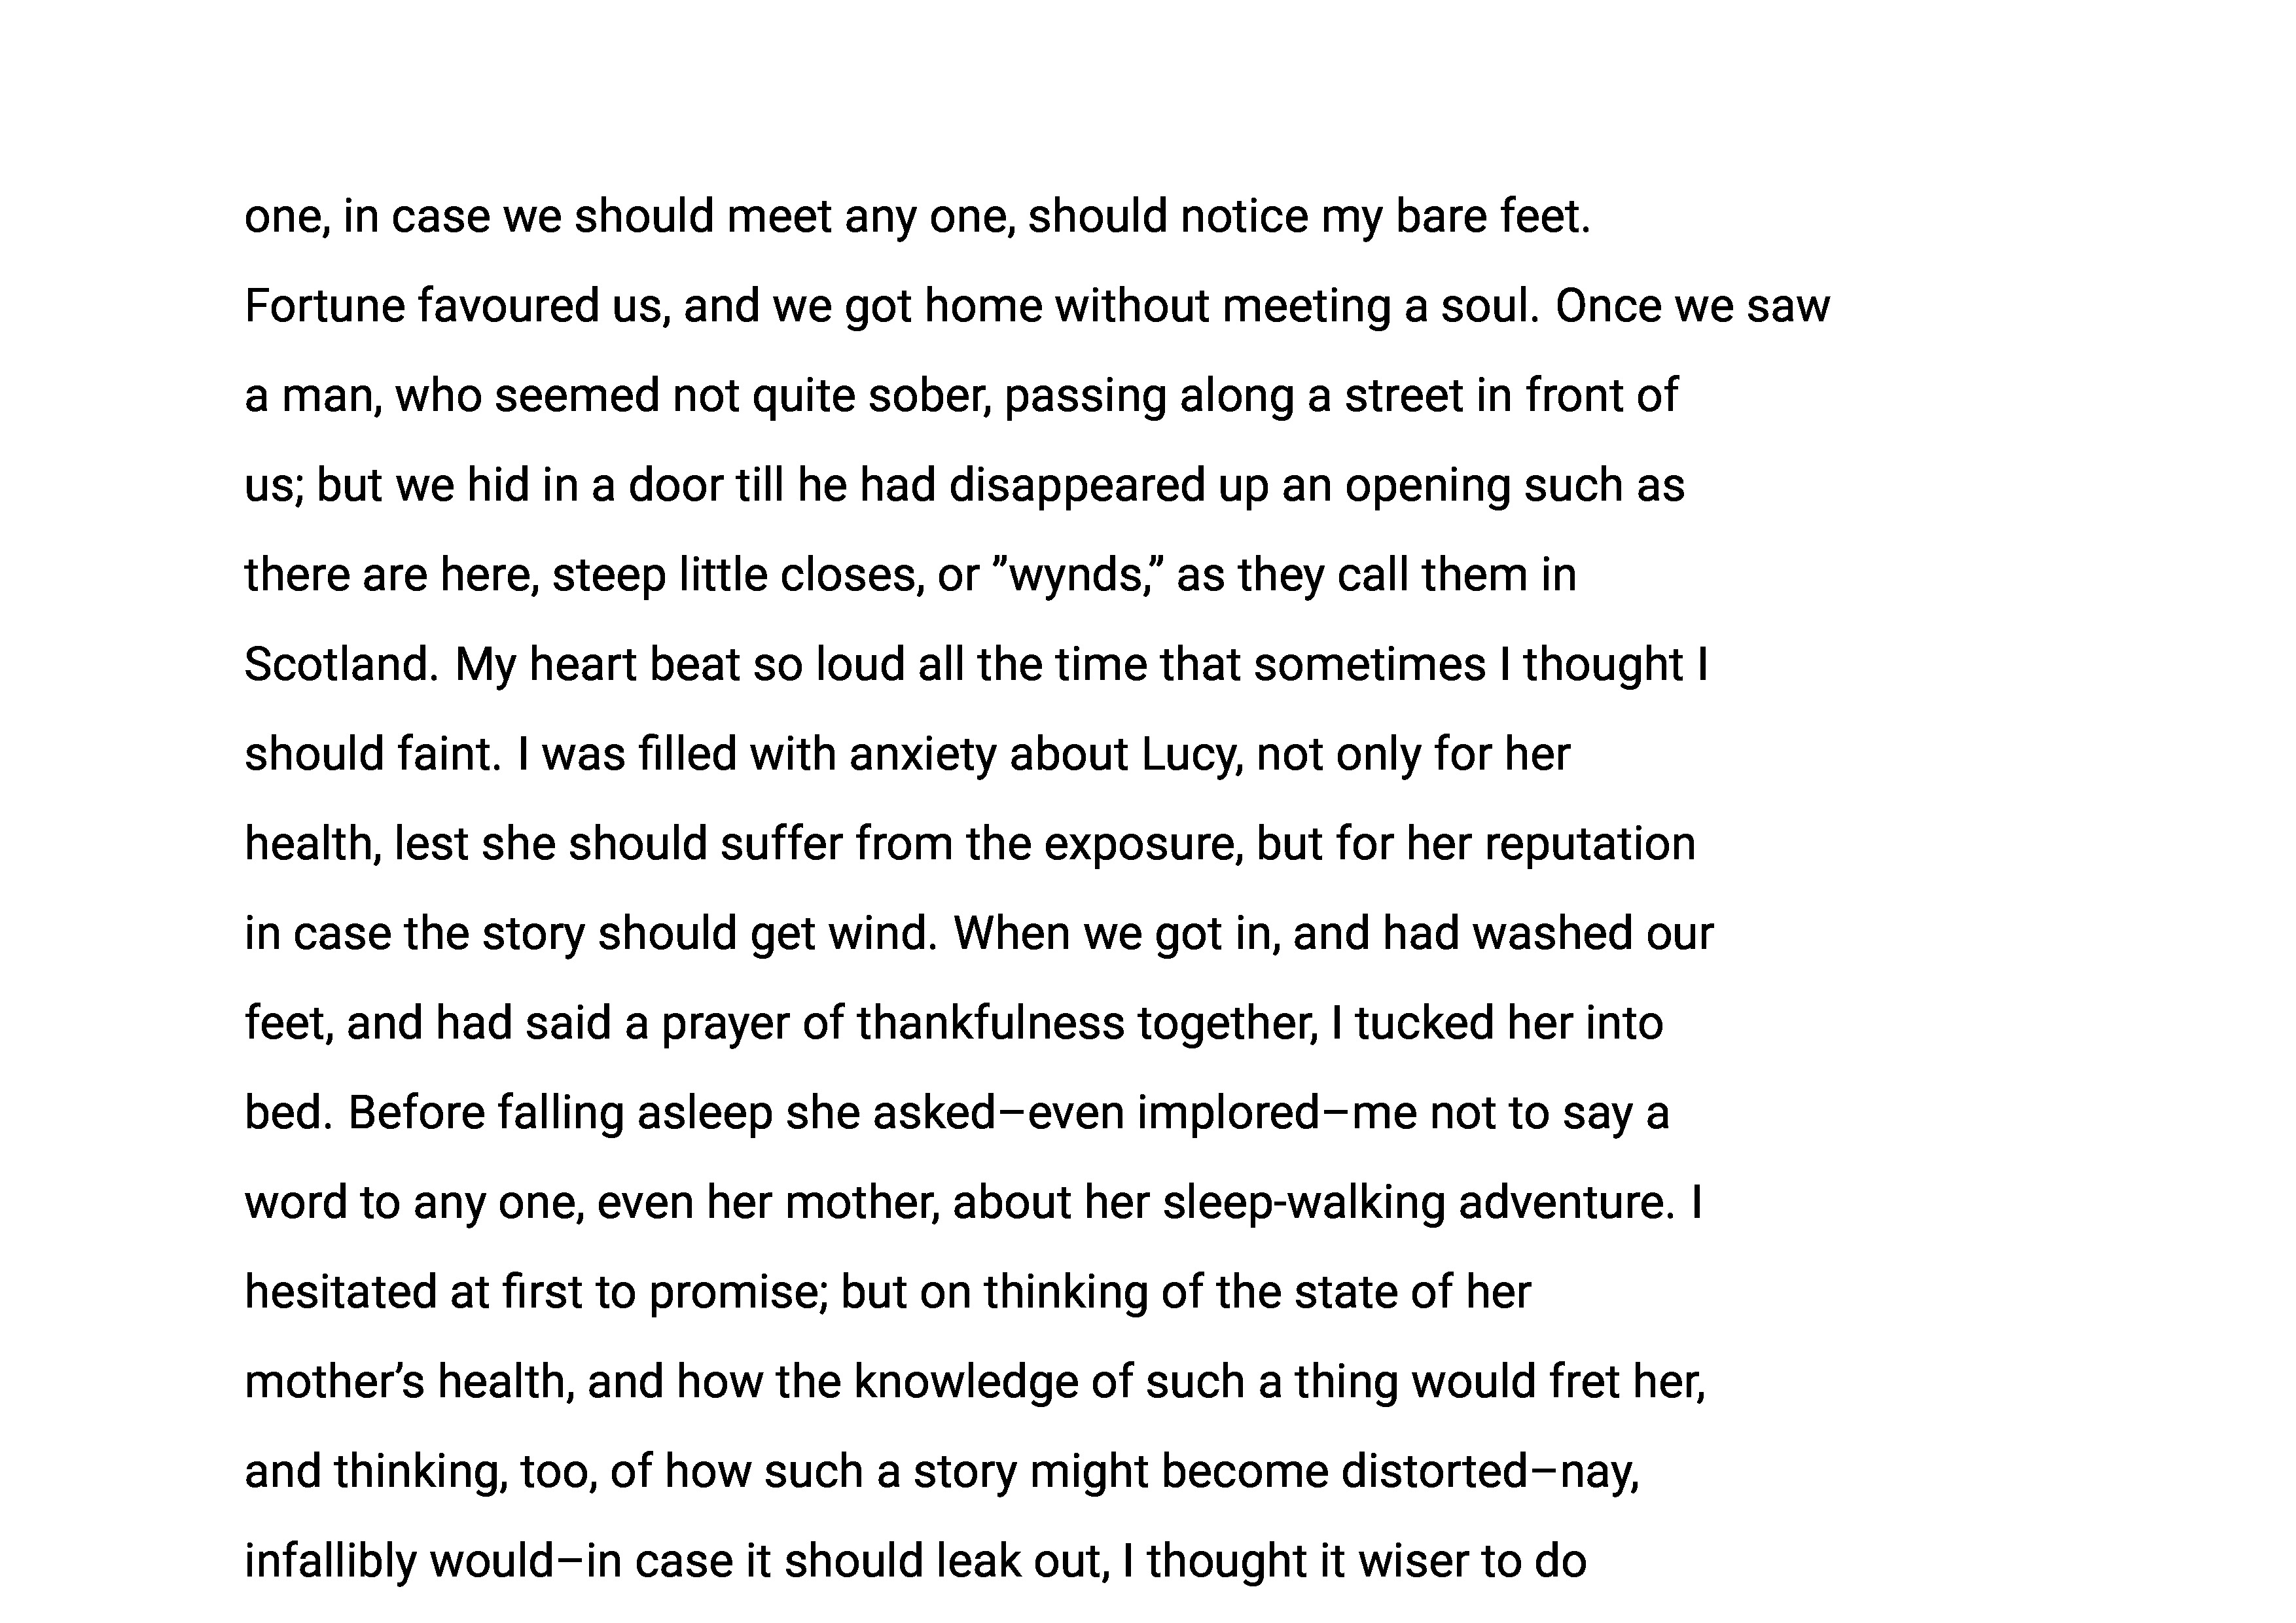 one, in case we should meet any one, should notice my bare feet.
Fortune favoured us, and we got home without meeting a soul. Once we saw
a man, who seemed not quite sober, passing along a street in front of
us; but we hid in a door till he had disappeared up an opening such as
there are here, steep little closes, or ”wynds,” as they call them in
Scotland. My heart beat so loud all the time that sometimes I thought I
should faint. I was filled with anxiety about Lucy, not only for her
health, lest she should suffer from the exposure, but for her reputation
in case the story should get wind. When we got in, and had washed our
feet, and had said a prayer of thankfulness together, I tucked her into
bed. Before falling asleep she asked–even implored–me not to say a
word to any one, even her mother, about her sleep-walking adventure. I
hesitated at first to promise; but on thinking of the state of her
mother’s health, and how the knowledge of such a thing would fret her,
and thinking, too, of how such a story might become distorted–nay,
infallibly would–in case it should leak out, I thought it wiser to do